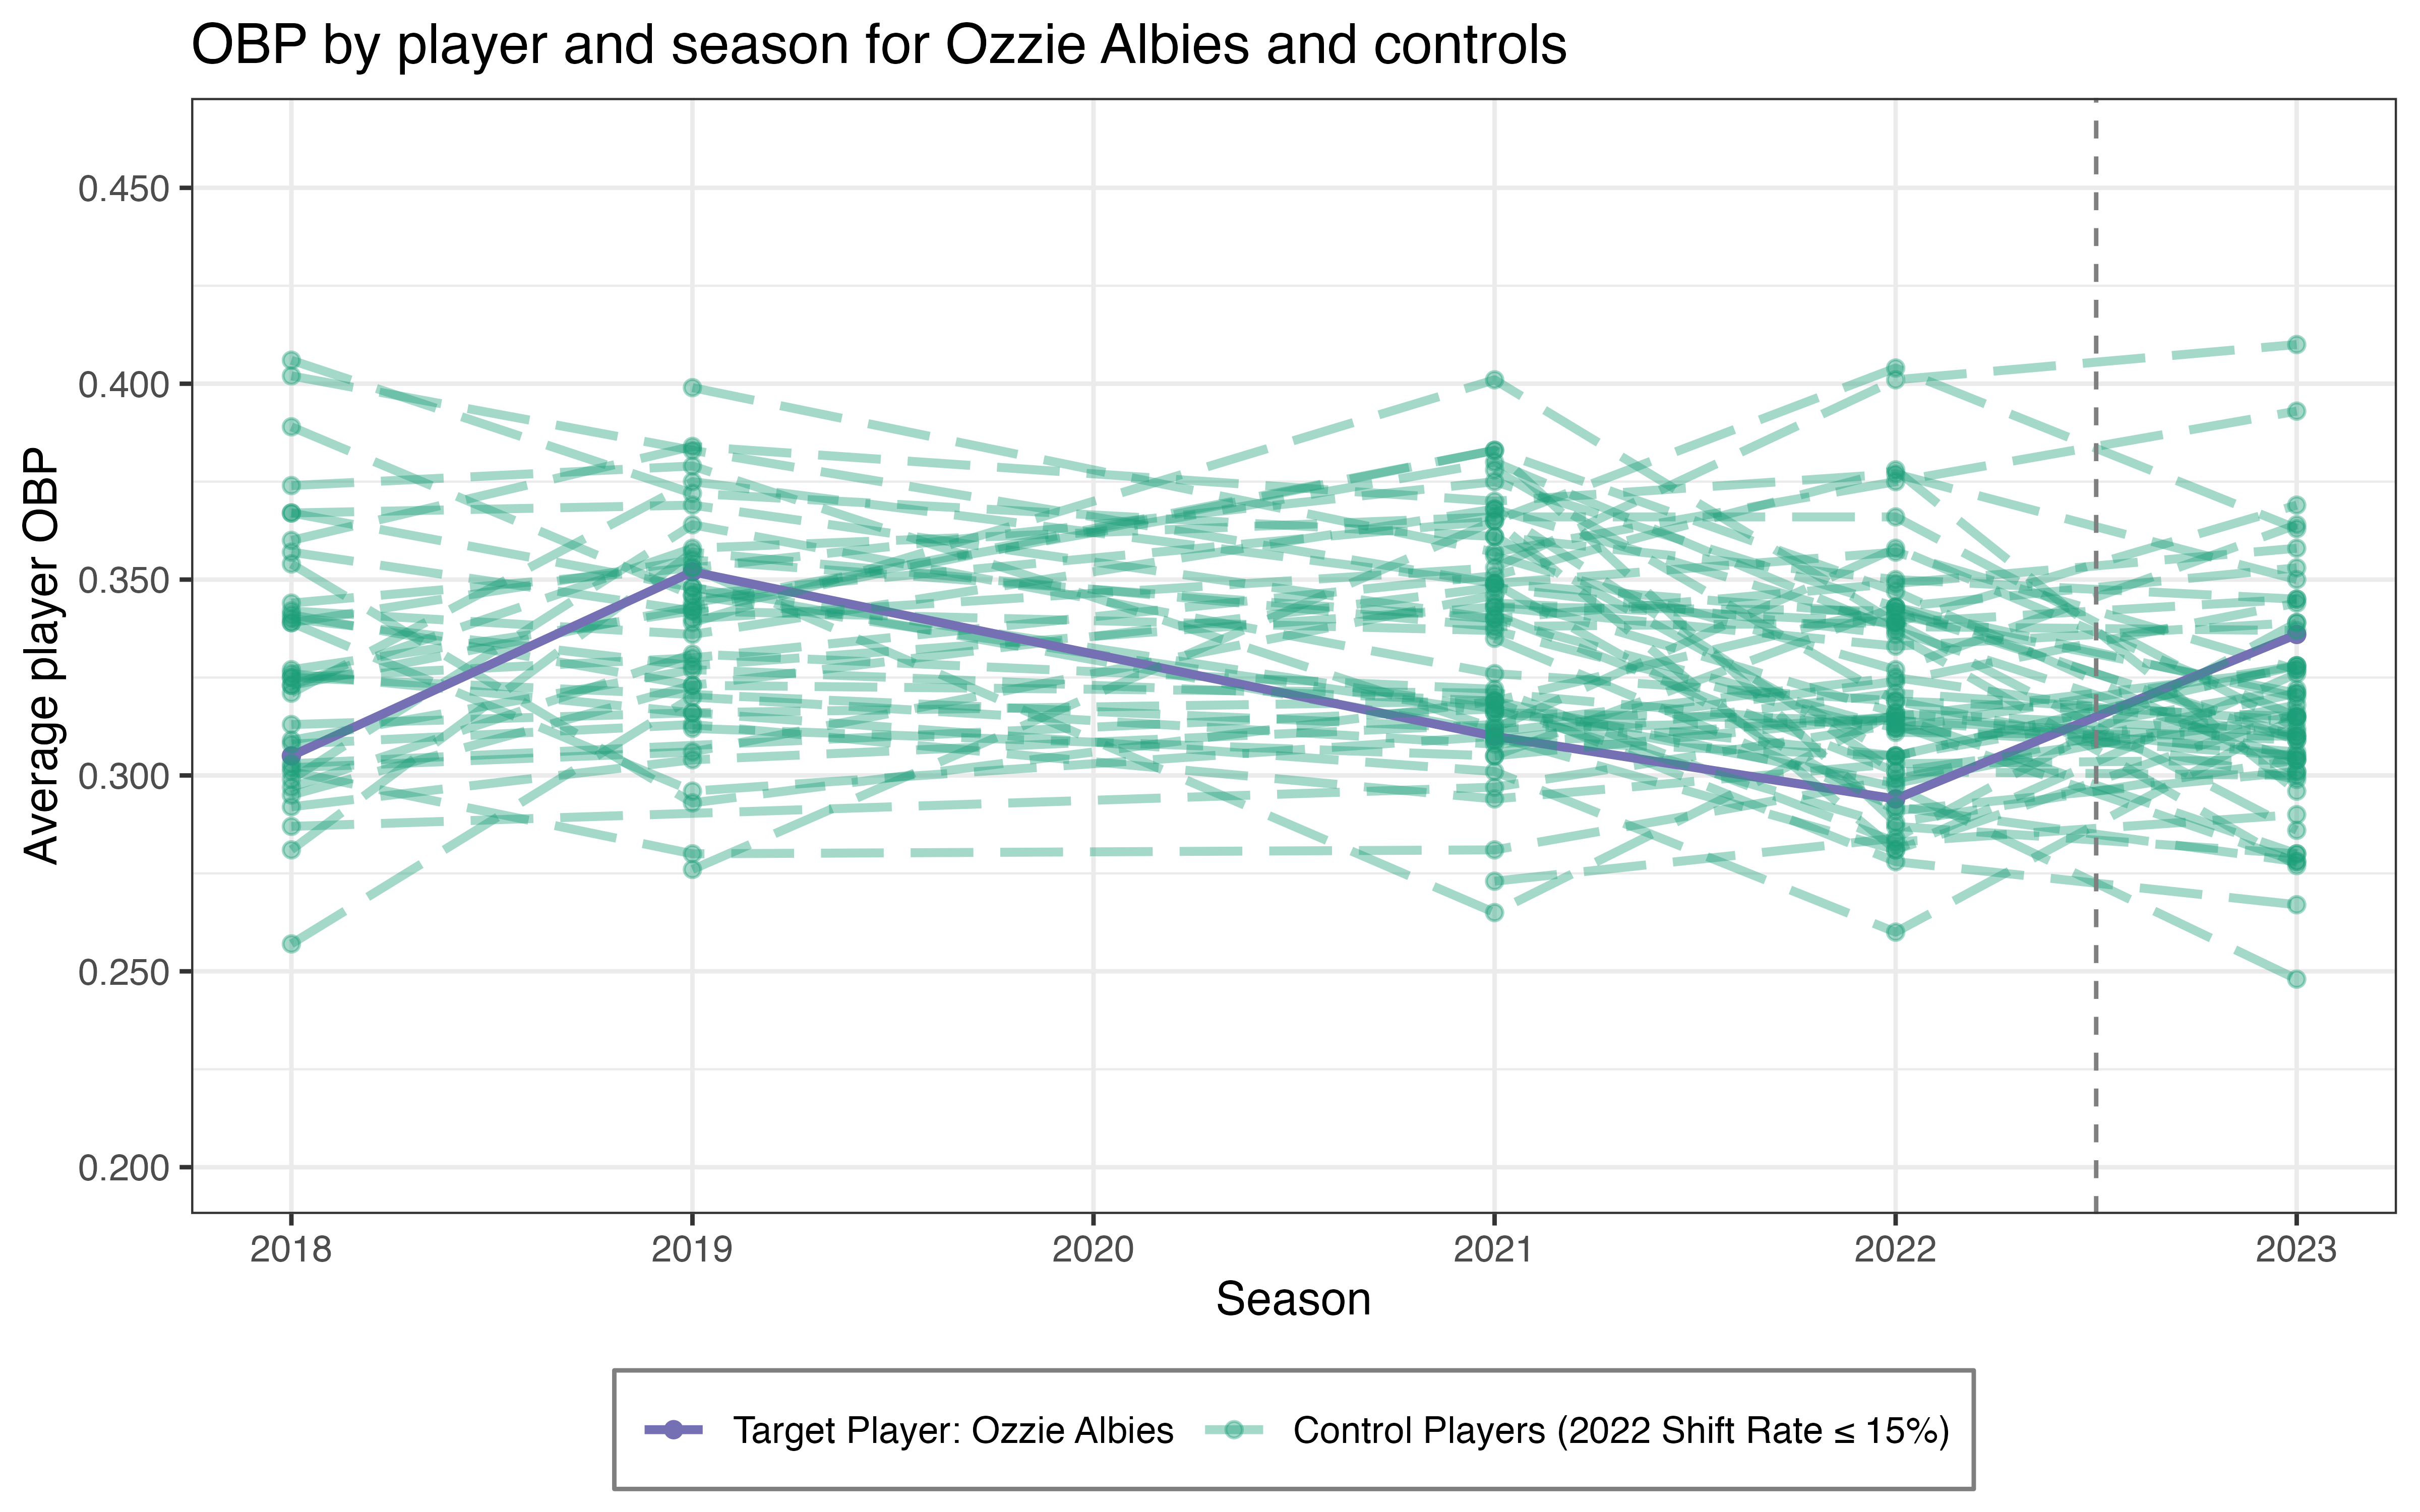 OBP by player and season for Ozzie Albies and controls
Average player OBP
0.450
0.400
0.350
0.300
0.250
0.200
2018 2019 2020 2021 2022 2023
Season
Target Player: Ozzie Albies Control Players (2022 Shift Rate ≤ 15%)